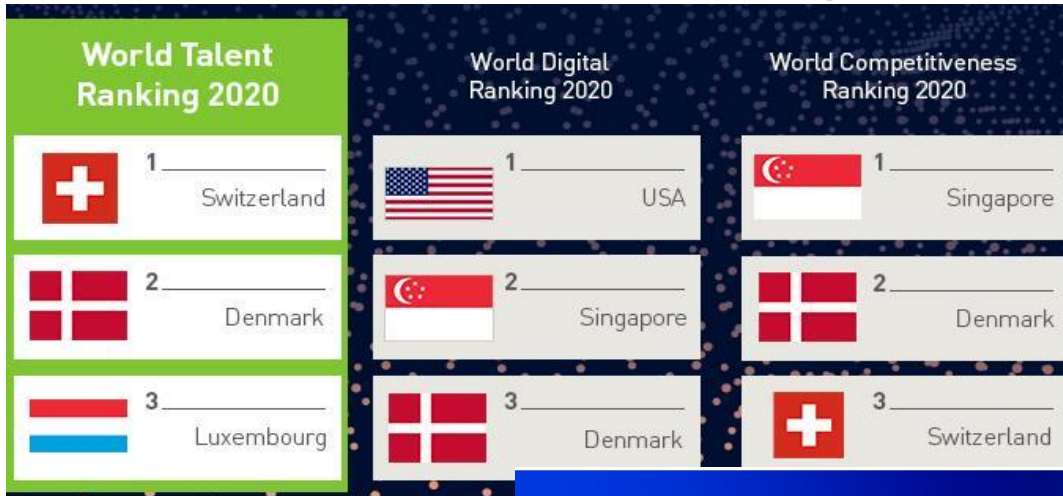 World Talent
Ranking 2020
1
Switzerland
2
Denmark
3
Luxembourg
World Digital
Ranking 2020
1
USA
2
Singapore
3
Denmark
World Competitiveness
Ranking 2020
1
Singapore
2
Denmark
3
Switzerland